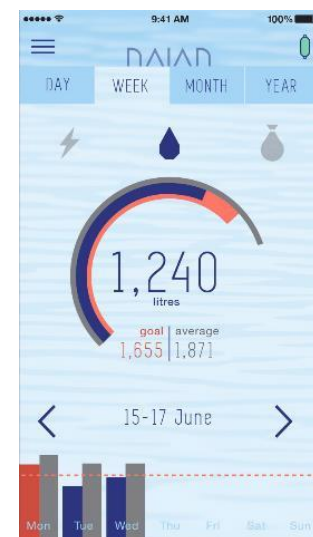 9:41 AM 100%
NAIAD
DAY WEEK MONTH YEAR
1,240
litres
goal average
1,655 1,871
15-17 June
Mon Tue Wed Thu Fri Sat Sun